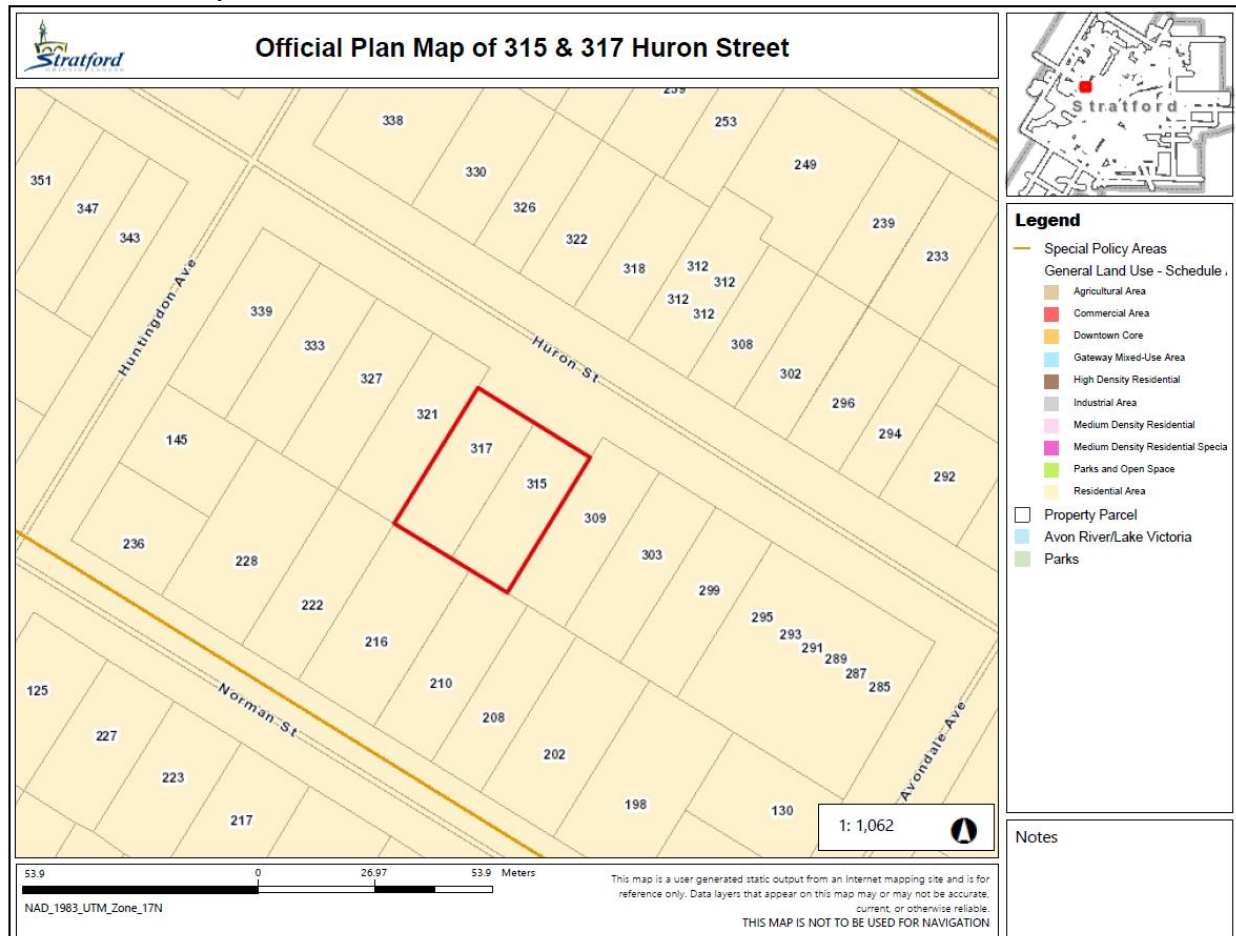 Stratford
ONTARIO CANADA
Official Plan Map of 315 & 317 Huron Street
Stratford
259
338
253
330
249
351
347
326
239
343
322
233
318
312
312
312
312
Huntingdon Ave
339
308
333
Huron St
302
327
296
321
294
145
317
292
315
309
236
303
228
299
222
295
293
291
289
287
285
216
210
208
202
198
130
125
Norman St
227
223
217
Avondale Ave
1: 1,062
Legend
Special Policy Areas
General Land Use - Schedule
Agricultural Area
Commercial Area
Downtown Core
Gateway Mixed-Use Area
High Density Residential
Industrial Area
Medium Density Residential
Medium Density Residential Specia
Parks and Open Space
Residential Area
Property Parcel
Avon River/Lake Victoria
Parks
Notes
53.9 0 26.97 53.9 Meters
NAD_1983_UTM_Zone_17N
This map is a user generated static output from an Internet mapping site and is for
reference only. Data layers that appear on this map may or may not be accurate,
current, or otherwise reliable.
THIS MAP IS NOT TO BE USED FOR NAVIGATION